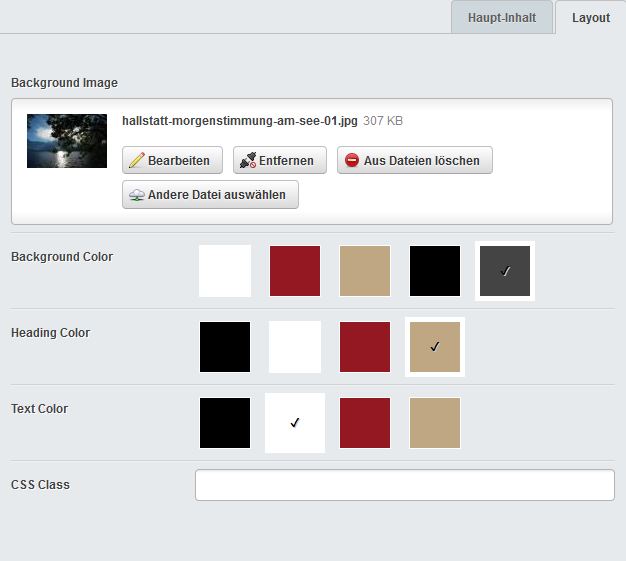 Haupt-Inhalt
Layout
Background Image
hallstatt-morgenstimmung-am-see-01.jpg 307 KB
Bearbeiten
Entfernen
Aus Dateien löschen
Andere Datei auswählen
Background Color
Heading Color
Text Color
CSS Class